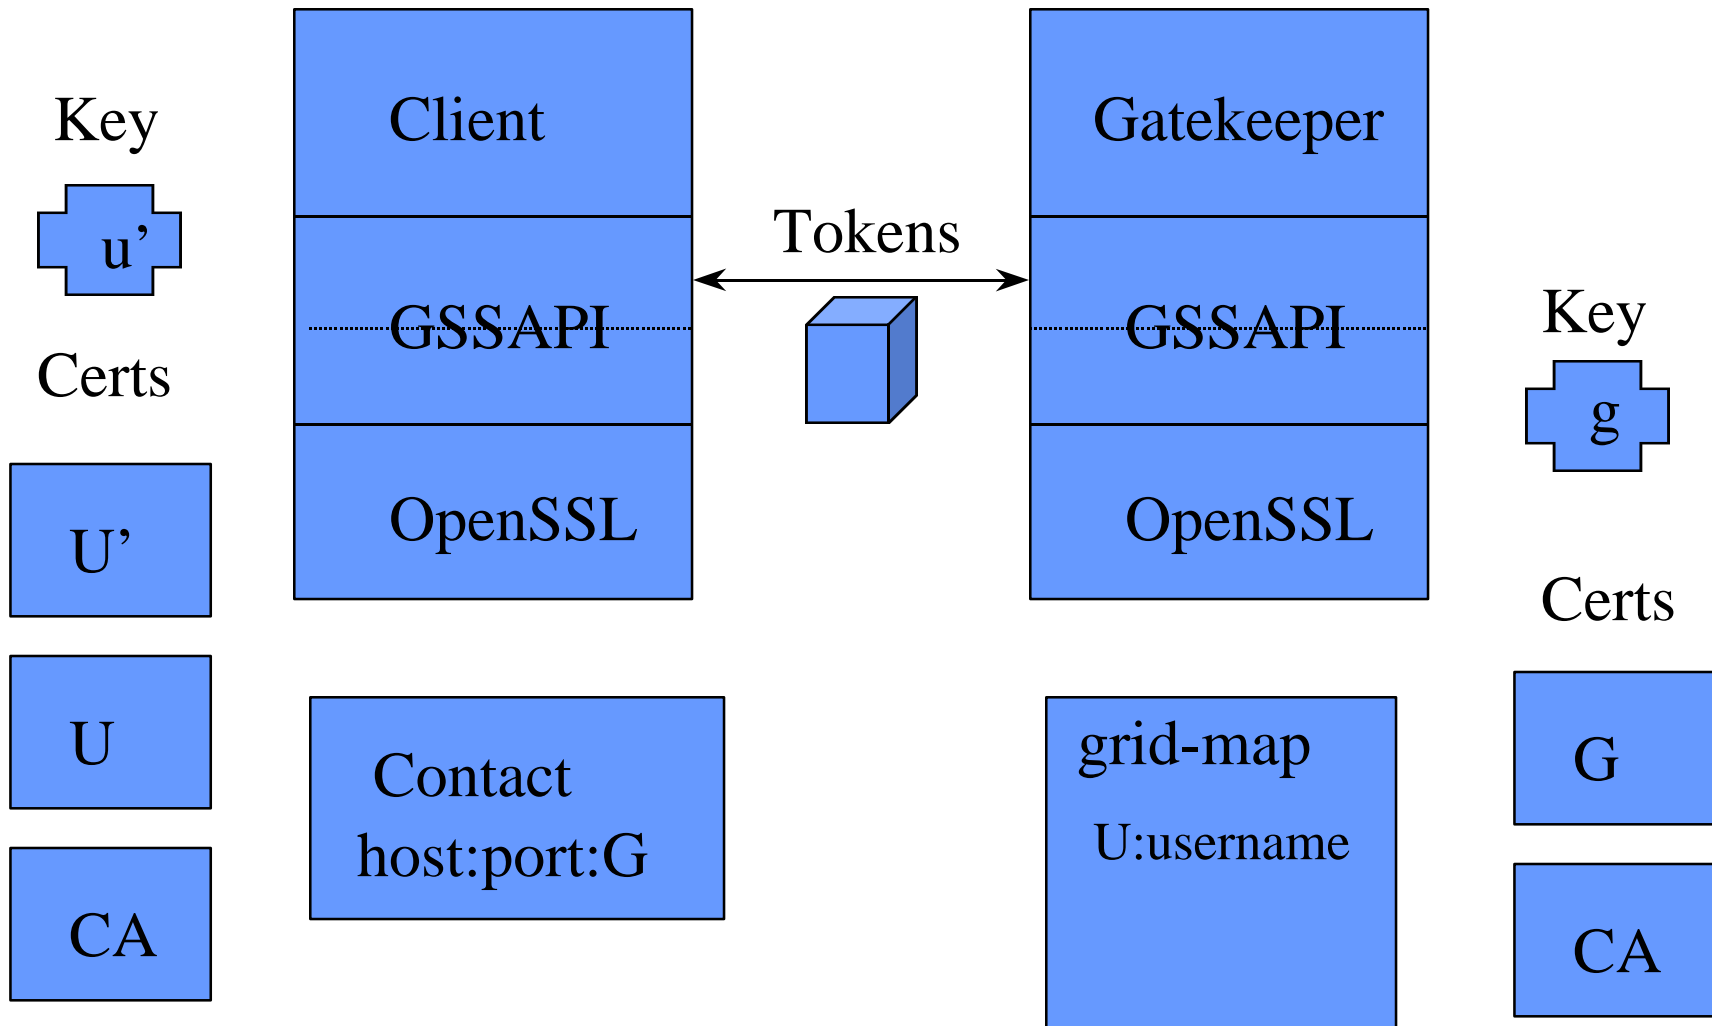 Key
u’
Certs
U’
U
CA
Client
GSSAPI
OpenSSL
Contact
host:port:G
Tokens
Gatekeeper
GSSAPI
OpenSSL
grid-map
U:username
Key
g
Certs
G
CA